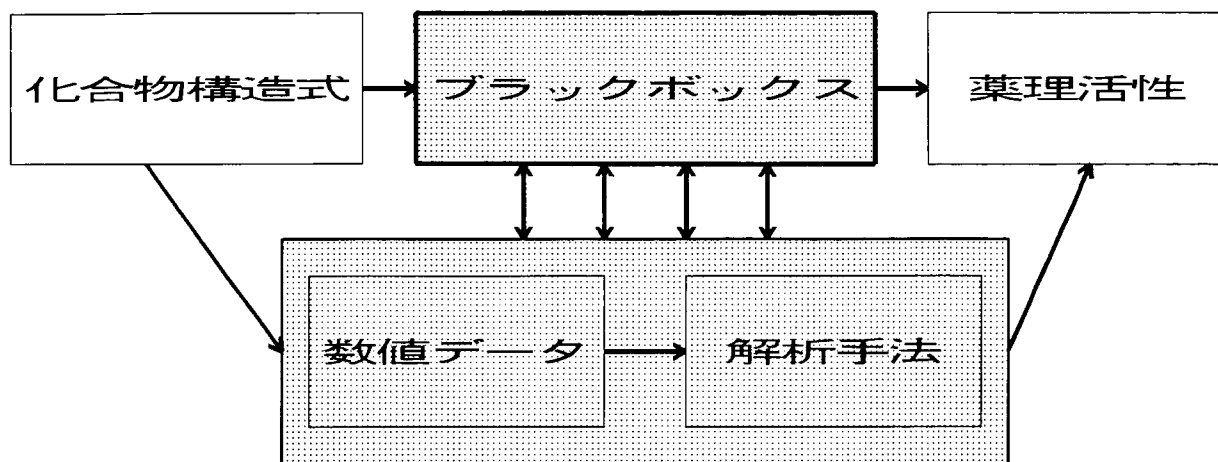 化合物構造式
ブラックボックス
薬理活性
数値データ
解析手法